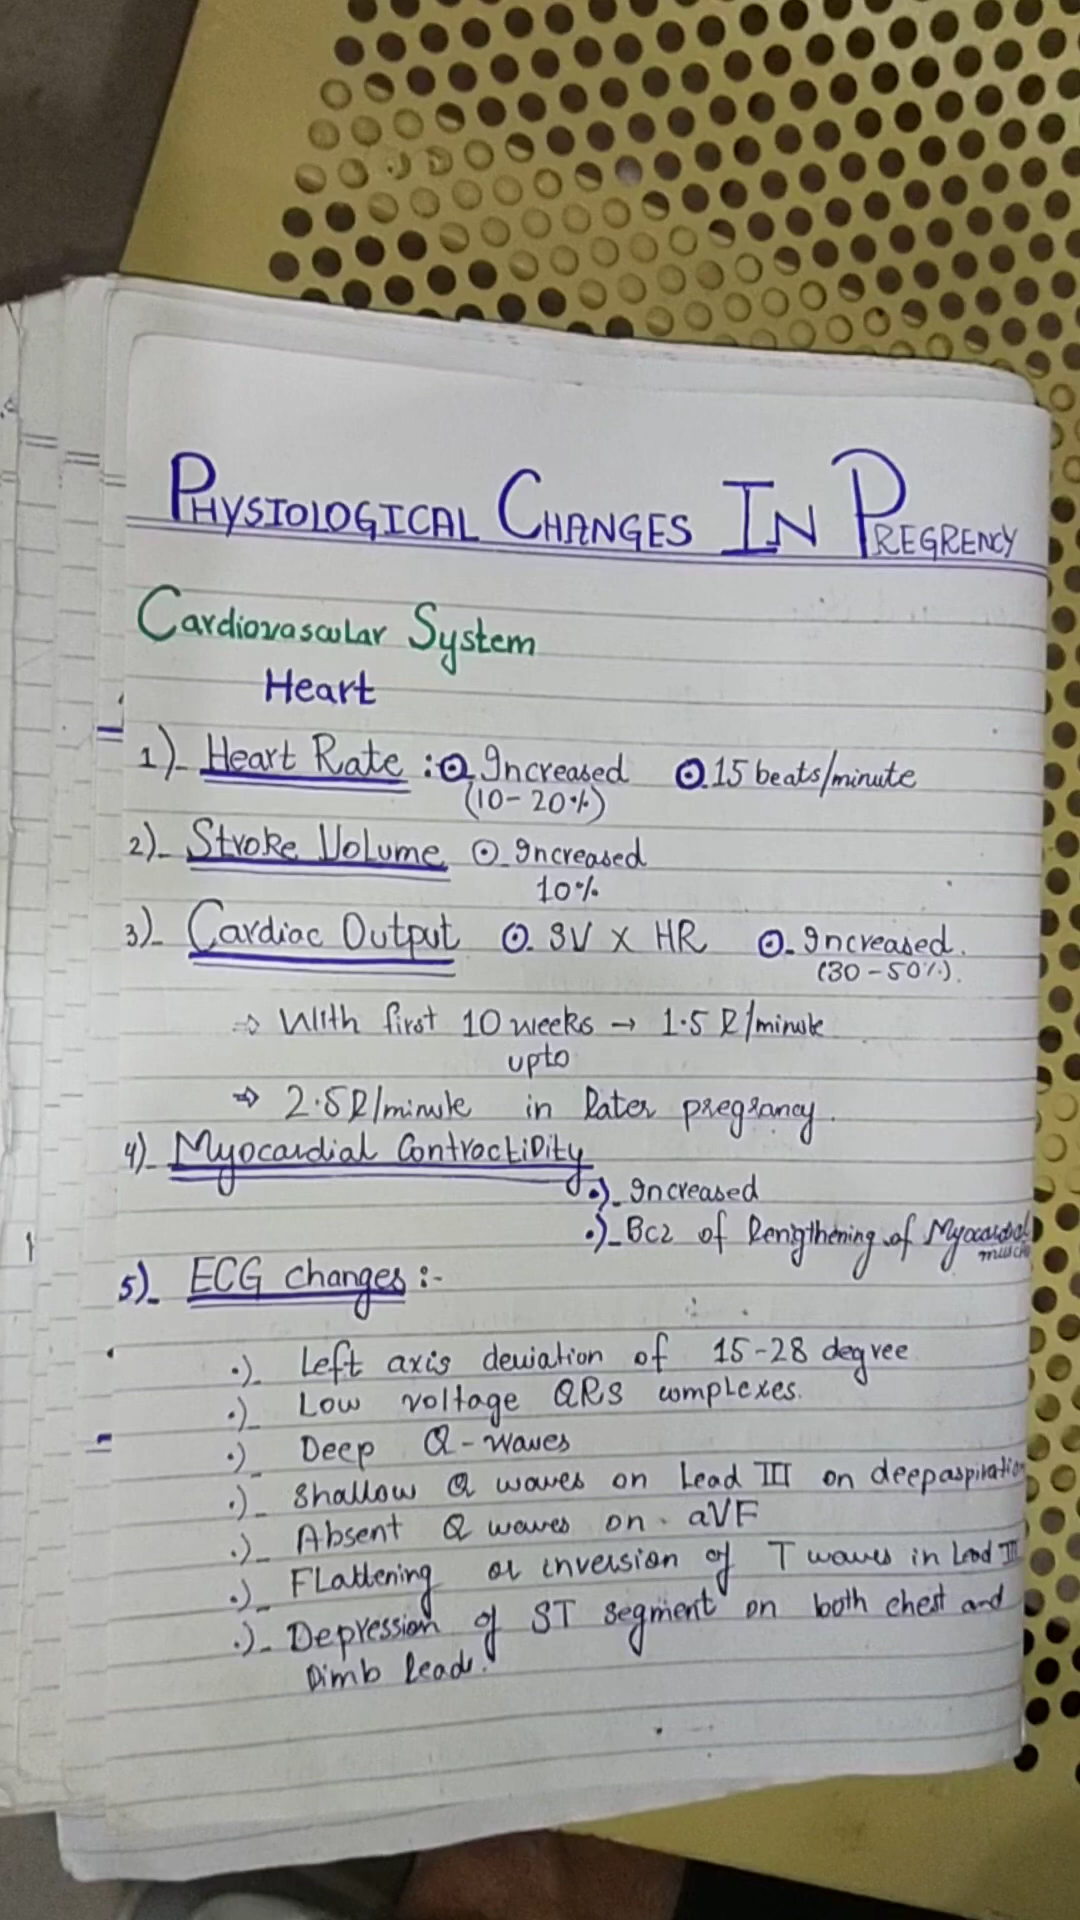 PHYSIOLOGICAL CHANGES IN PREGRENCY
Cardiovascular System
Heart
1)_ Heart Rate : Increased 15 beats/minute
(10-20%)
2)_ Stroke Volume Increased
10%
3)_ Cardiac Output SV X HR Increased.
(30-50%).
⇒ With first 10 weeks → 1.5 l/minute
upto
⇒ 2.5 l/minute in later pregnancy.
4)_ Myocardial Contractility
•)_ Increased
•)_ Bcz of lengthening of Myocardial
muscle
5)_ ECG changes :-
•)_ Left axis deviation of 15-28 degree
•)_ Low voltage QRS complexes.
•)_ Deep Q-waves
•)_ Shallow Q waves on Lead III on deepaspiration
•)_ Absent Q waves on aVF
•)_ Flattening or inversion of T waves in Lead III
•)_ Depression of ST segment on both chest and
limb lead.